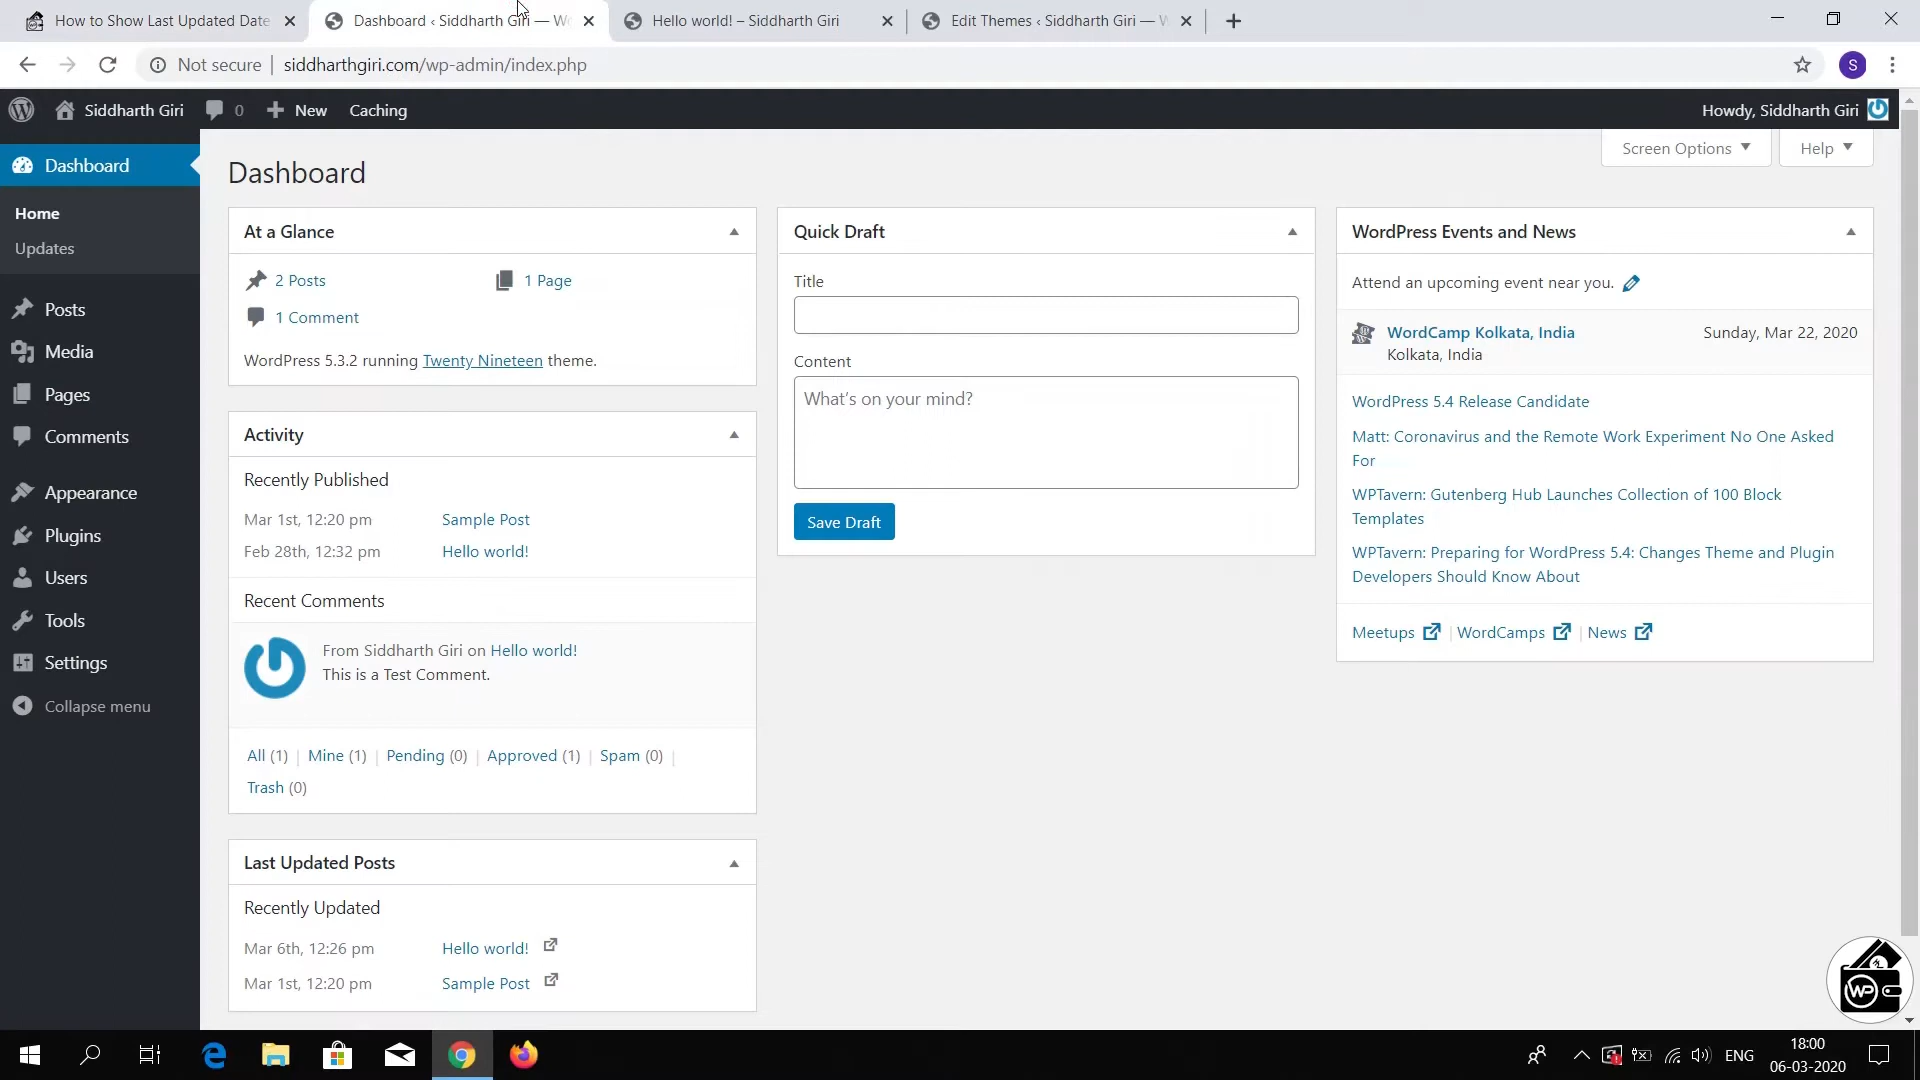 How to Show Last Updated Date
Dashboard ‹ Siddharth Giri — Wo
Hello world! – Siddharth Giri
Edit Themes ‹ Siddharth Giri — W
Not secure | siddharthgiri.com/wp-admin/index.php
S
Siddharth Giri 0 New Caching
Howdy, Siddharth Giri
Dashboard
Home
Updates
Posts
Media
Pages
Comments
Appearance
Plugins
Users
Tools
Settings
Collapse menu
Screen Options
Help
Dashboard
At a Glance
2 Posts
1 Page
1 Comment
WordPress 5.3.2 running Twenty Nineteen theme.
Activity
Recently Published
Mar 1st, 12:20 pm Sample Post
Feb 28th, 12:32 pm Hello world!
Recent Comments
From Siddharth Giri on Hello world!
This is a Test Comment.
All (1) | Mine (1) | Pending (0) | Approved (1) | Spam (0) |
Trash (0)
Last Updated Posts
Recently Updated
Mar 6th, 12:26 pm Hello world!
Mar 1st, 12:20 pm Sample Post
Quick Draft
Title
Content
What's on your mind?
Save Draft
WordPress Events and News
Attend an upcoming event near you.
WordCamp Kolkata, India Sunday, Mar 22, 2020
Kolkata, India
WordPress 5.4 Release Candidate
Matt: Coronavirus and the Remote Work Experiment No One Asked
For
WPTavern: Gutenberg Hub Launches Collection of 100 Block
Templates
WPTavern: Preparing for WordPress 5.4: Changes Theme and Plugin
Developers Should Know About
Meetups | WordCamps | News
WP
ENG
18:00
06-03-2020